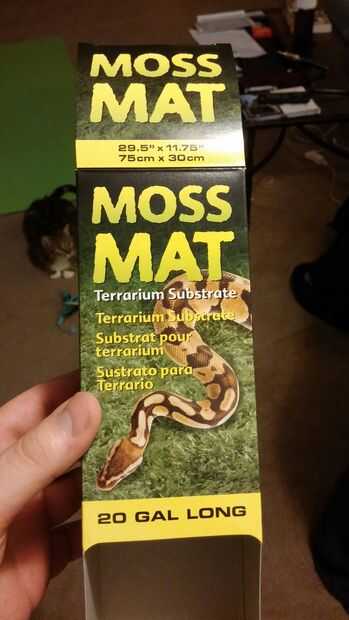 MOSS
MAT
29.5" x 11.75"
75cm x 30cm
MOSS
MAT
Terrarium Substrate
Terrarium Substrate
Substrat pour
terrarium
Sustrato para
Terrario
20 GAL LONG